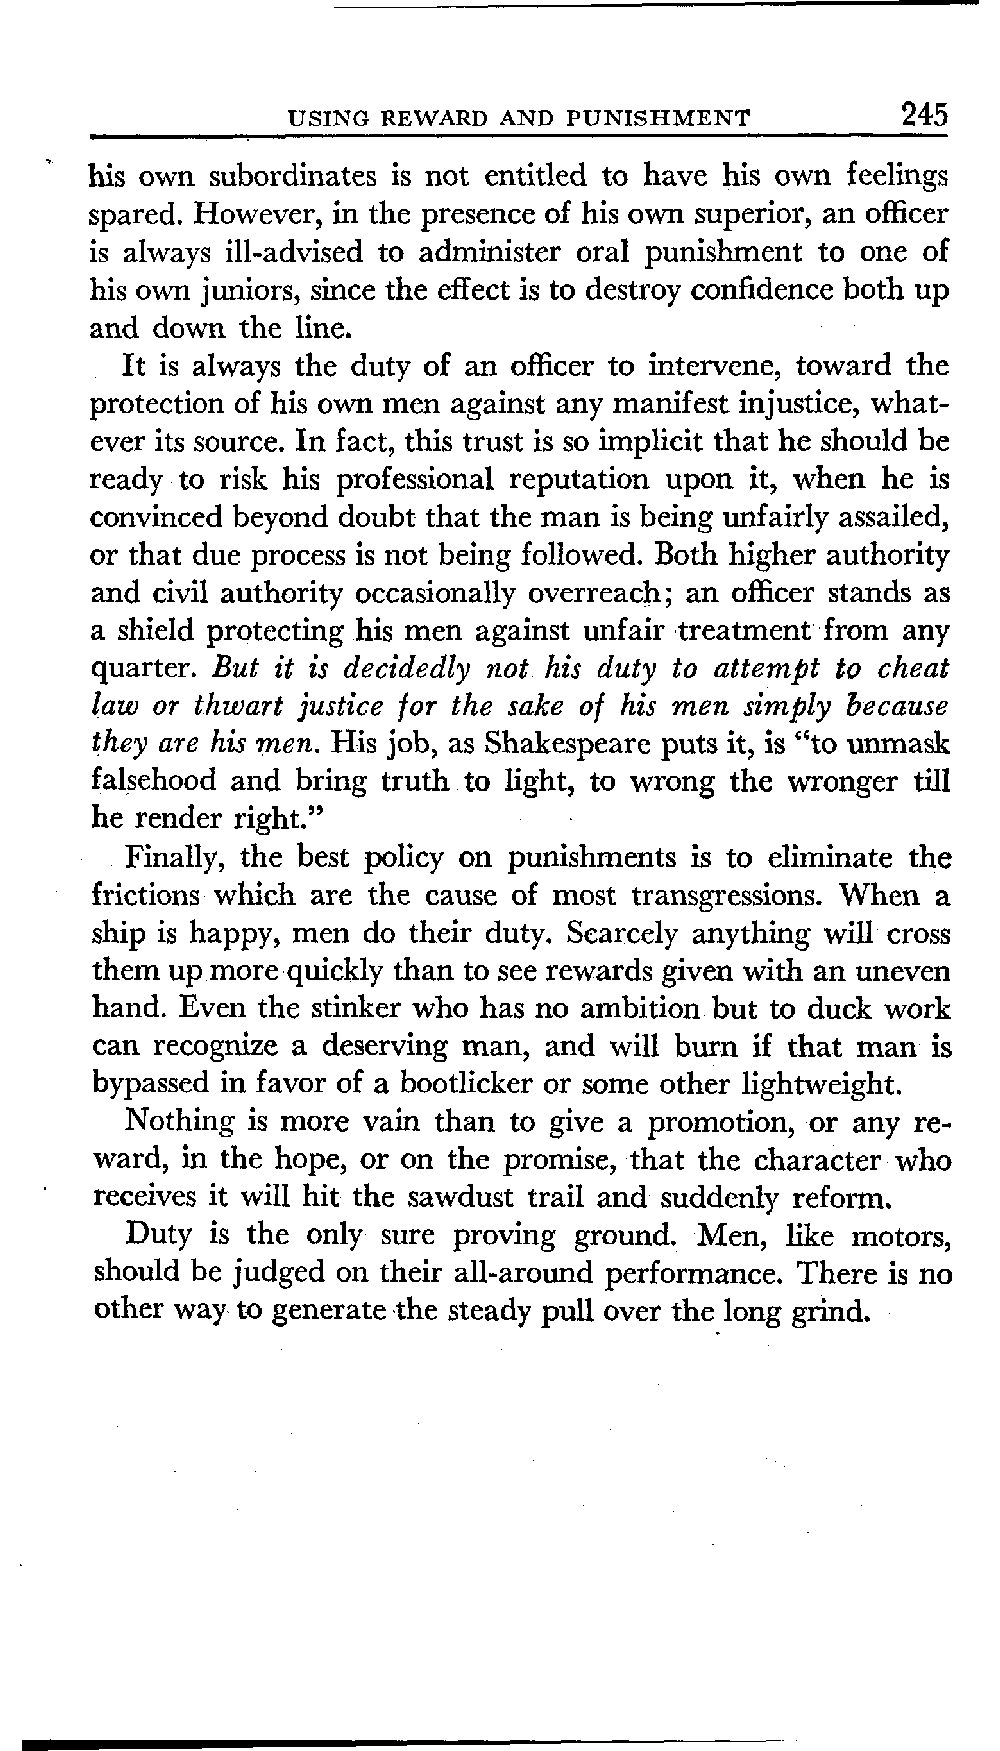 USING REWARD AND PUNISHMENT 245
his own subordinates is not entitled to have his own feelings
spared. However, in the presence of his own superior, an officer
is always ill-advised to administer oral punishment to one of
his own juniors, since the effect is to destroy confidence both up
and down the line.
It is always the duty of an officer to intervene, toward the
protection of his own men against any manifest injustice, what-
ever its source. In fact, this trust is so implicit that he should be
ready to risk his professional reputation upon it, when he is
convinced beyond doubt that the man is being unfairly assailed,
or that due process is not being followed. Both higher authority
and civil authority occasionally overreach; an officer stands as
a shield protecting his men against unfair treatment from any
quarter. But it is decidedly not his duty to attempt to cheat
law or thwart justice for the sake of his men simply because
they are his men. His job, as Shakespeare puts it, is “to unmask
falsehood and bring truth to light, to wrong the wronger till
he render right.”
Finally, the best policy on punishments is to eliminate the
frictions which are the cause of most transgressions. When a
ship is happy, men do their duty. Scarcely anything will cross
them up more quickly than to see rewards given with an uneven
hand. Even the stinker who has no ambition but to duck work
can recognize a deserving man, and will burn if that man is
bypassed in favor of a bootlicker or some other lightweight.
Nothing is more vain than to give a promotion, or any re-
ward, in the hope, or on the promise, that the character who
receives it will hit the sawdust trail and suddenly reform.
Duty is the only sure proving ground. Men, like motors,
should be judged on their all-around performance. There is no
other way to generate the steady pull over the long grind.